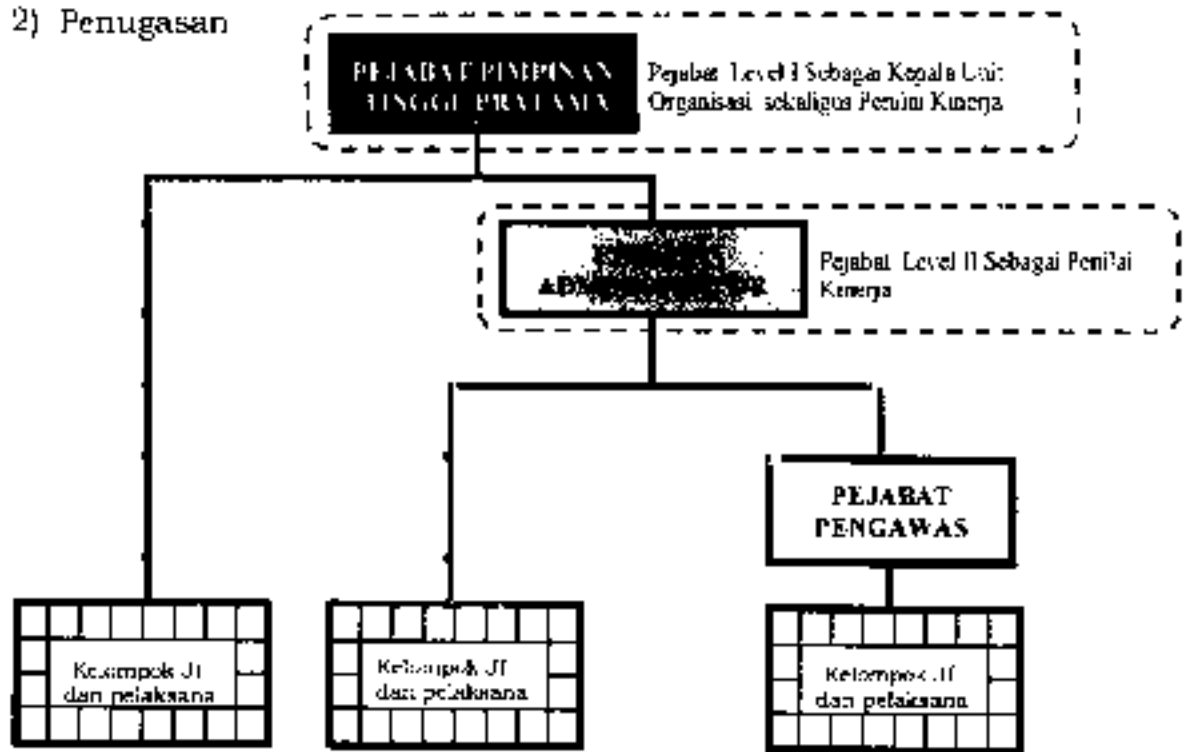 2) Penugasan
PEJABAT PIMPINAN
TINGGI PRATAMA
Pejabat Level I Sebagai Kepala Unit
Organisasi sekaligus Kinerja
Pejabat Level II Sebagai Penilai
Kinerja
PEJABAT
PENGAWAS
Kelompok JF
dan pelaksana
Kelompok JF
dan pelaksana
Kelompok JF
dan pelaksana